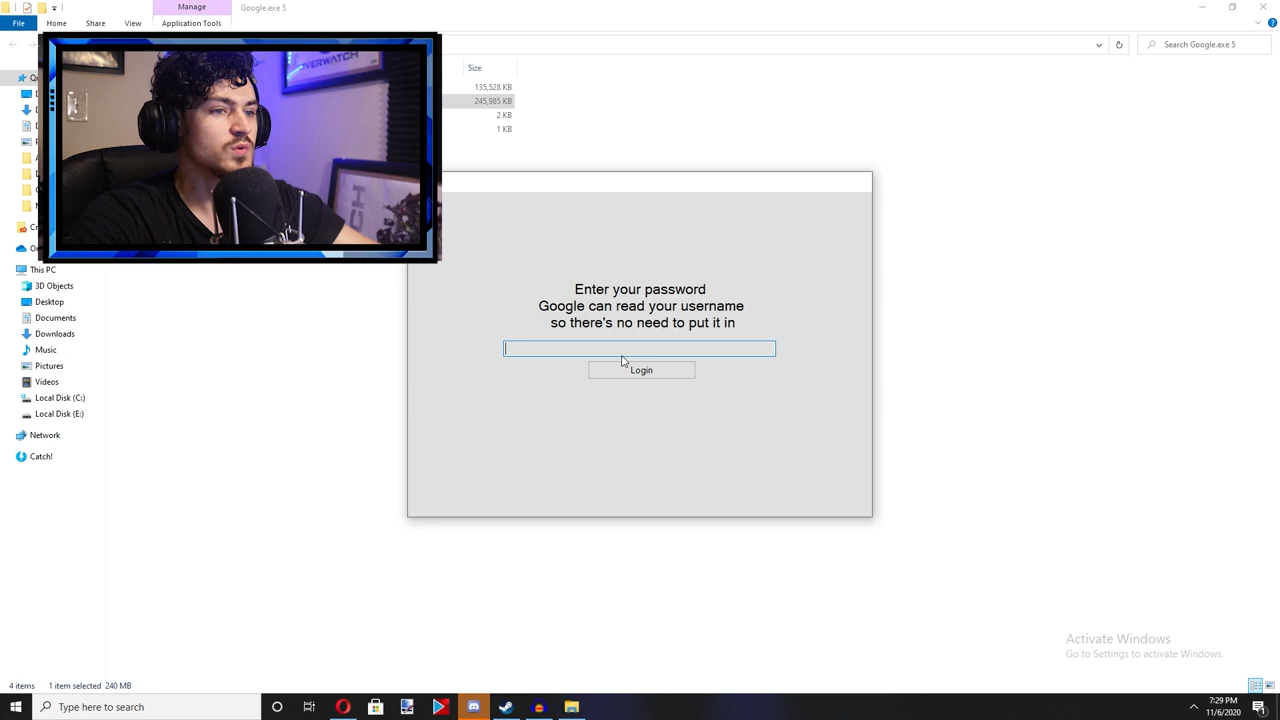 Manage
Google.exe 5
File
Home
Share
View
Application Tools
Search Google.exe 5
Size
135,528 KB
245,985 KB
2 KB
1 KB
OVERWATCH
This PC
3D Objects
Desktop
Documents
Downloads
Music
Pictures
Videos
Local Disk (C:)
Local Disk (E:)
Network
Catch!
Enter your password
Google can read your username
so there's no need to put it in
Login
Activate Windows
Go to Settings to activate Windows.
4 items
1 item selected 240 MB
Type here to search
7:29 PM
11/6/2020
1